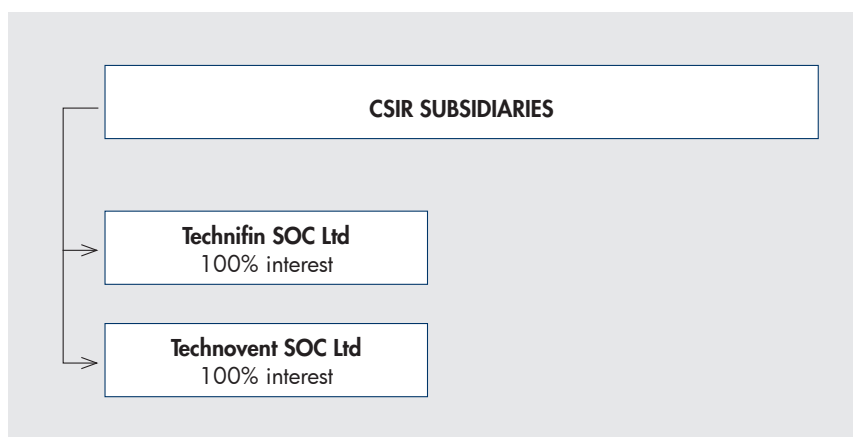 CSIR SUBSIDIARIES
Technifin SOC Ltd
100% interest
Technovent SOC Ltd
100% interest